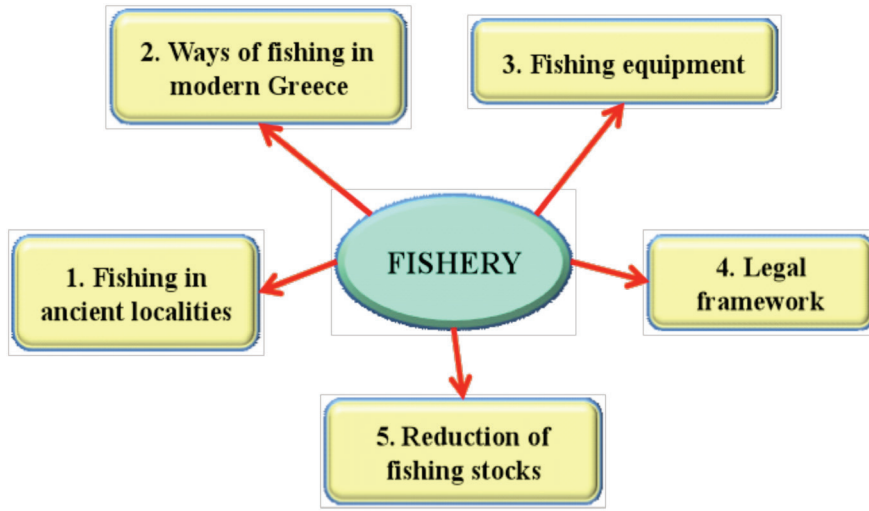 2. Ways of fishing in
modern Greece
3. Fishing equipment
FISHERY
1. Fishing in
ancient localities
4. Legal
framework
5. Reduction of
fishing stocks